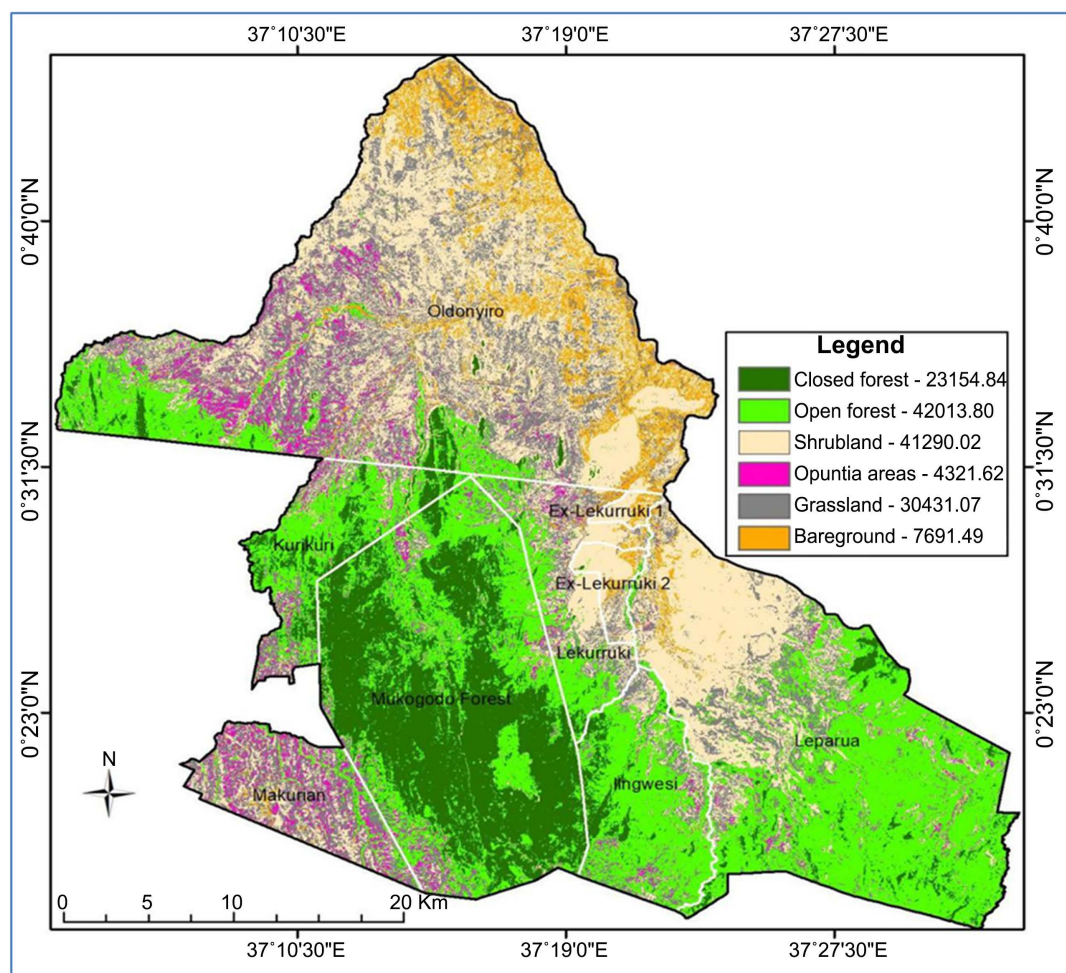 37˚10'30"E
37˚19'0"E
37˚27'30"E
0˚40'0"N
0˚40'0"N
Oldonyiro
Legend
Closed forest - 23154.84
Open forest - 42013.80
Shrubland - 41290.02
Opuntia areas - 4321.62
Grassland - 30431.07
Bareground - 7691.49
0˚31'30"N
0˚31'30"N
Ex-Lekurruki 1
Kurikuri
Ex-Lekurruki 2
Lekurruki
Mukogodo Forest
0˚23'0"N
0˚23'0"N
Leparua
N
Ilngwesi
Makurian
0 5 10 20 Km
37˚10'30"E
37˚19'0"E
37˚27'30"E